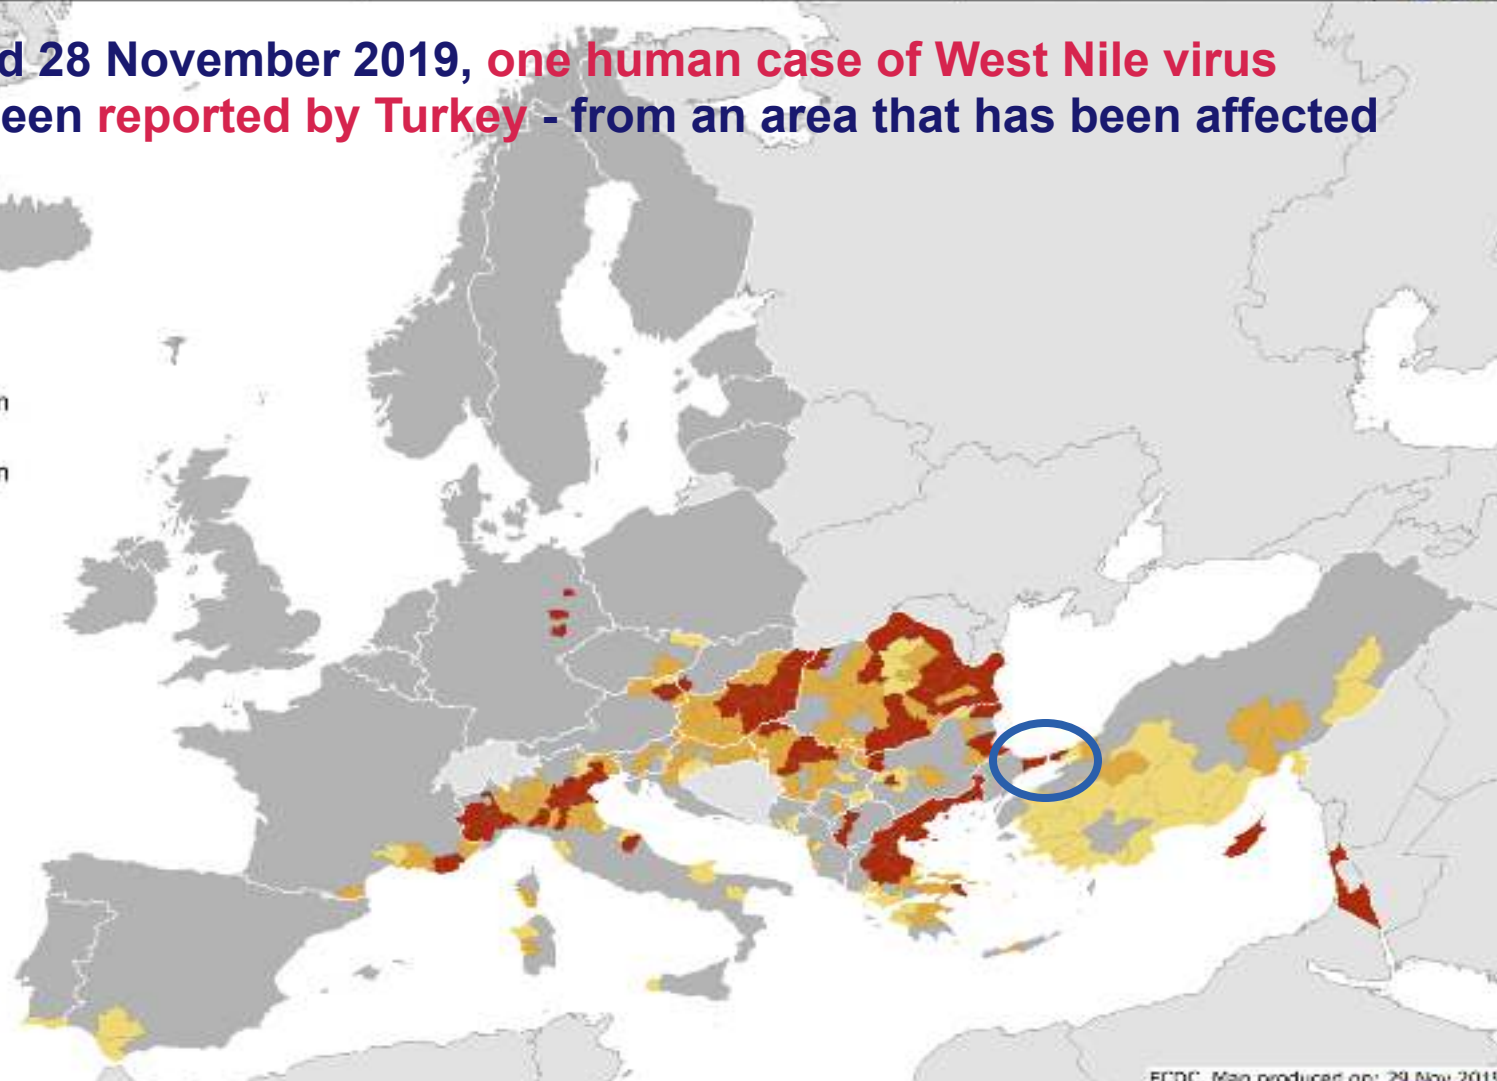 d 28 November 2019, one human case of West Nile virus
een reported by Turkey - from an area that has been affected
n
n
ECDC. Map produced on: 29 Nov 2019